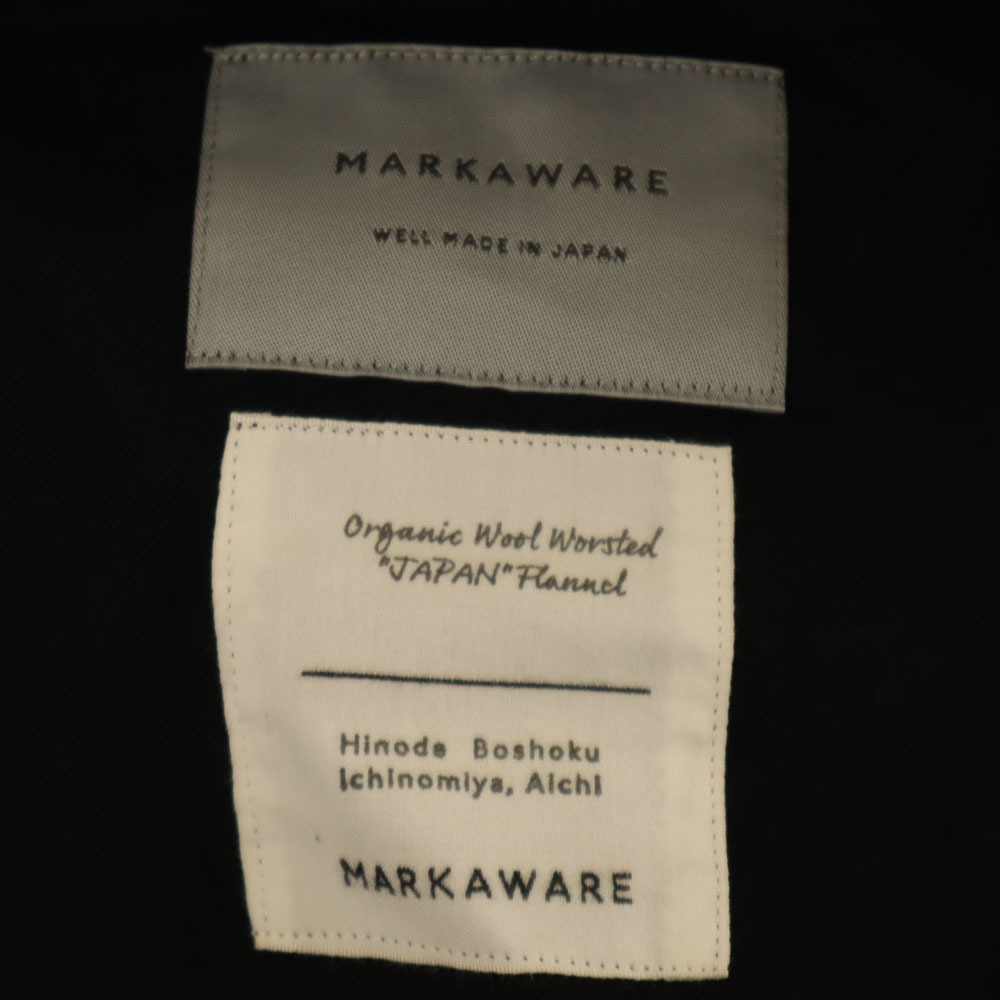 MARKAWARE
WELL MADE IN JAPAN
Organic Wool Worsted
"JAPAN" Flannel
Hinode Boshoku
Ichinomiya, Aichi
MARKAWARE